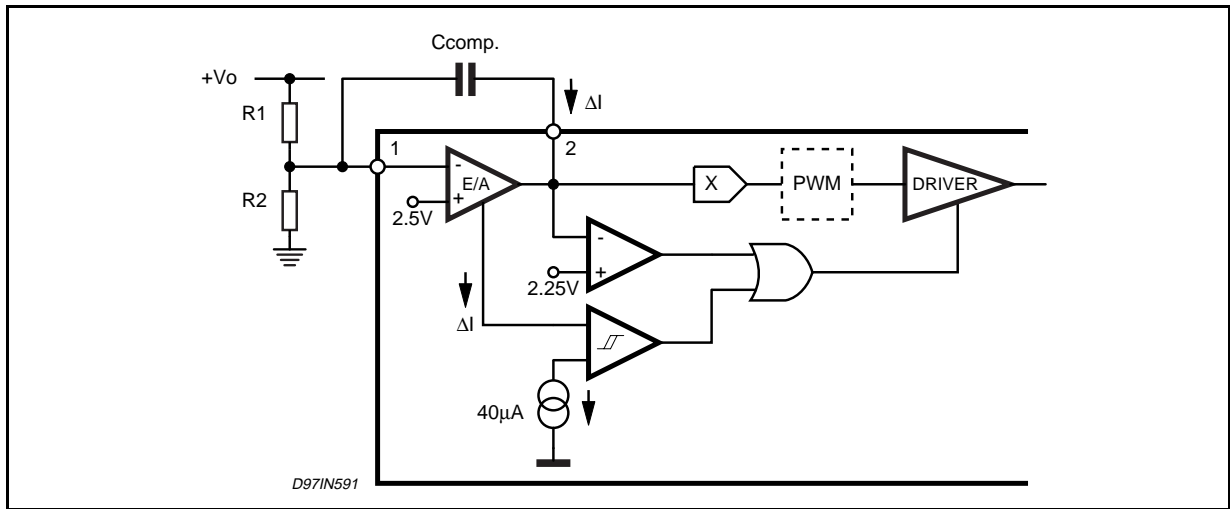 Ccomp.
+Vo
ΔI
R1
1
2
-
E/A
+
2.5V
X
PWM
DRIVER
R2
-
+
2.25V
ΔI
40μA
D97IN591